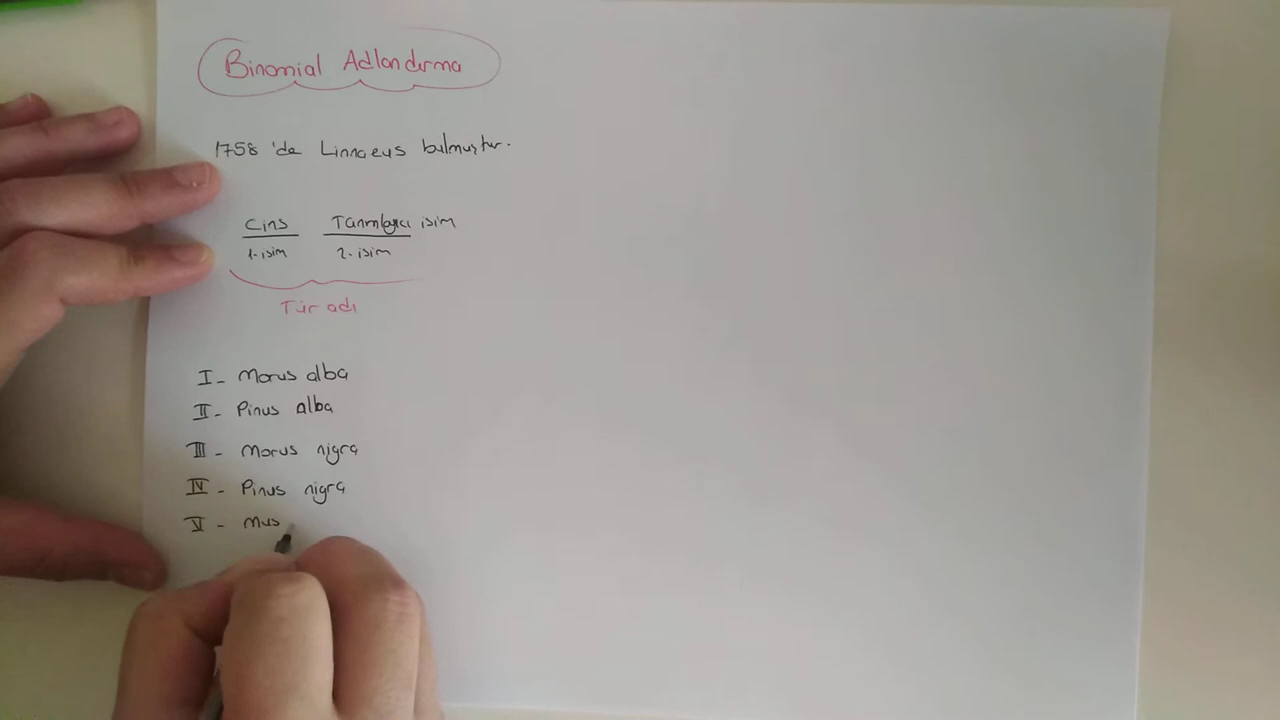 Binomial Adlandırma
1758 'de Linnaeus bulmuştur.
Cins Tanımlayıcı isim
1. isim 2. isim
Tür adı
I - Morus alba
II - Pinus alba
III - Morus nigra
IV - Pinus nigra
V - Mus